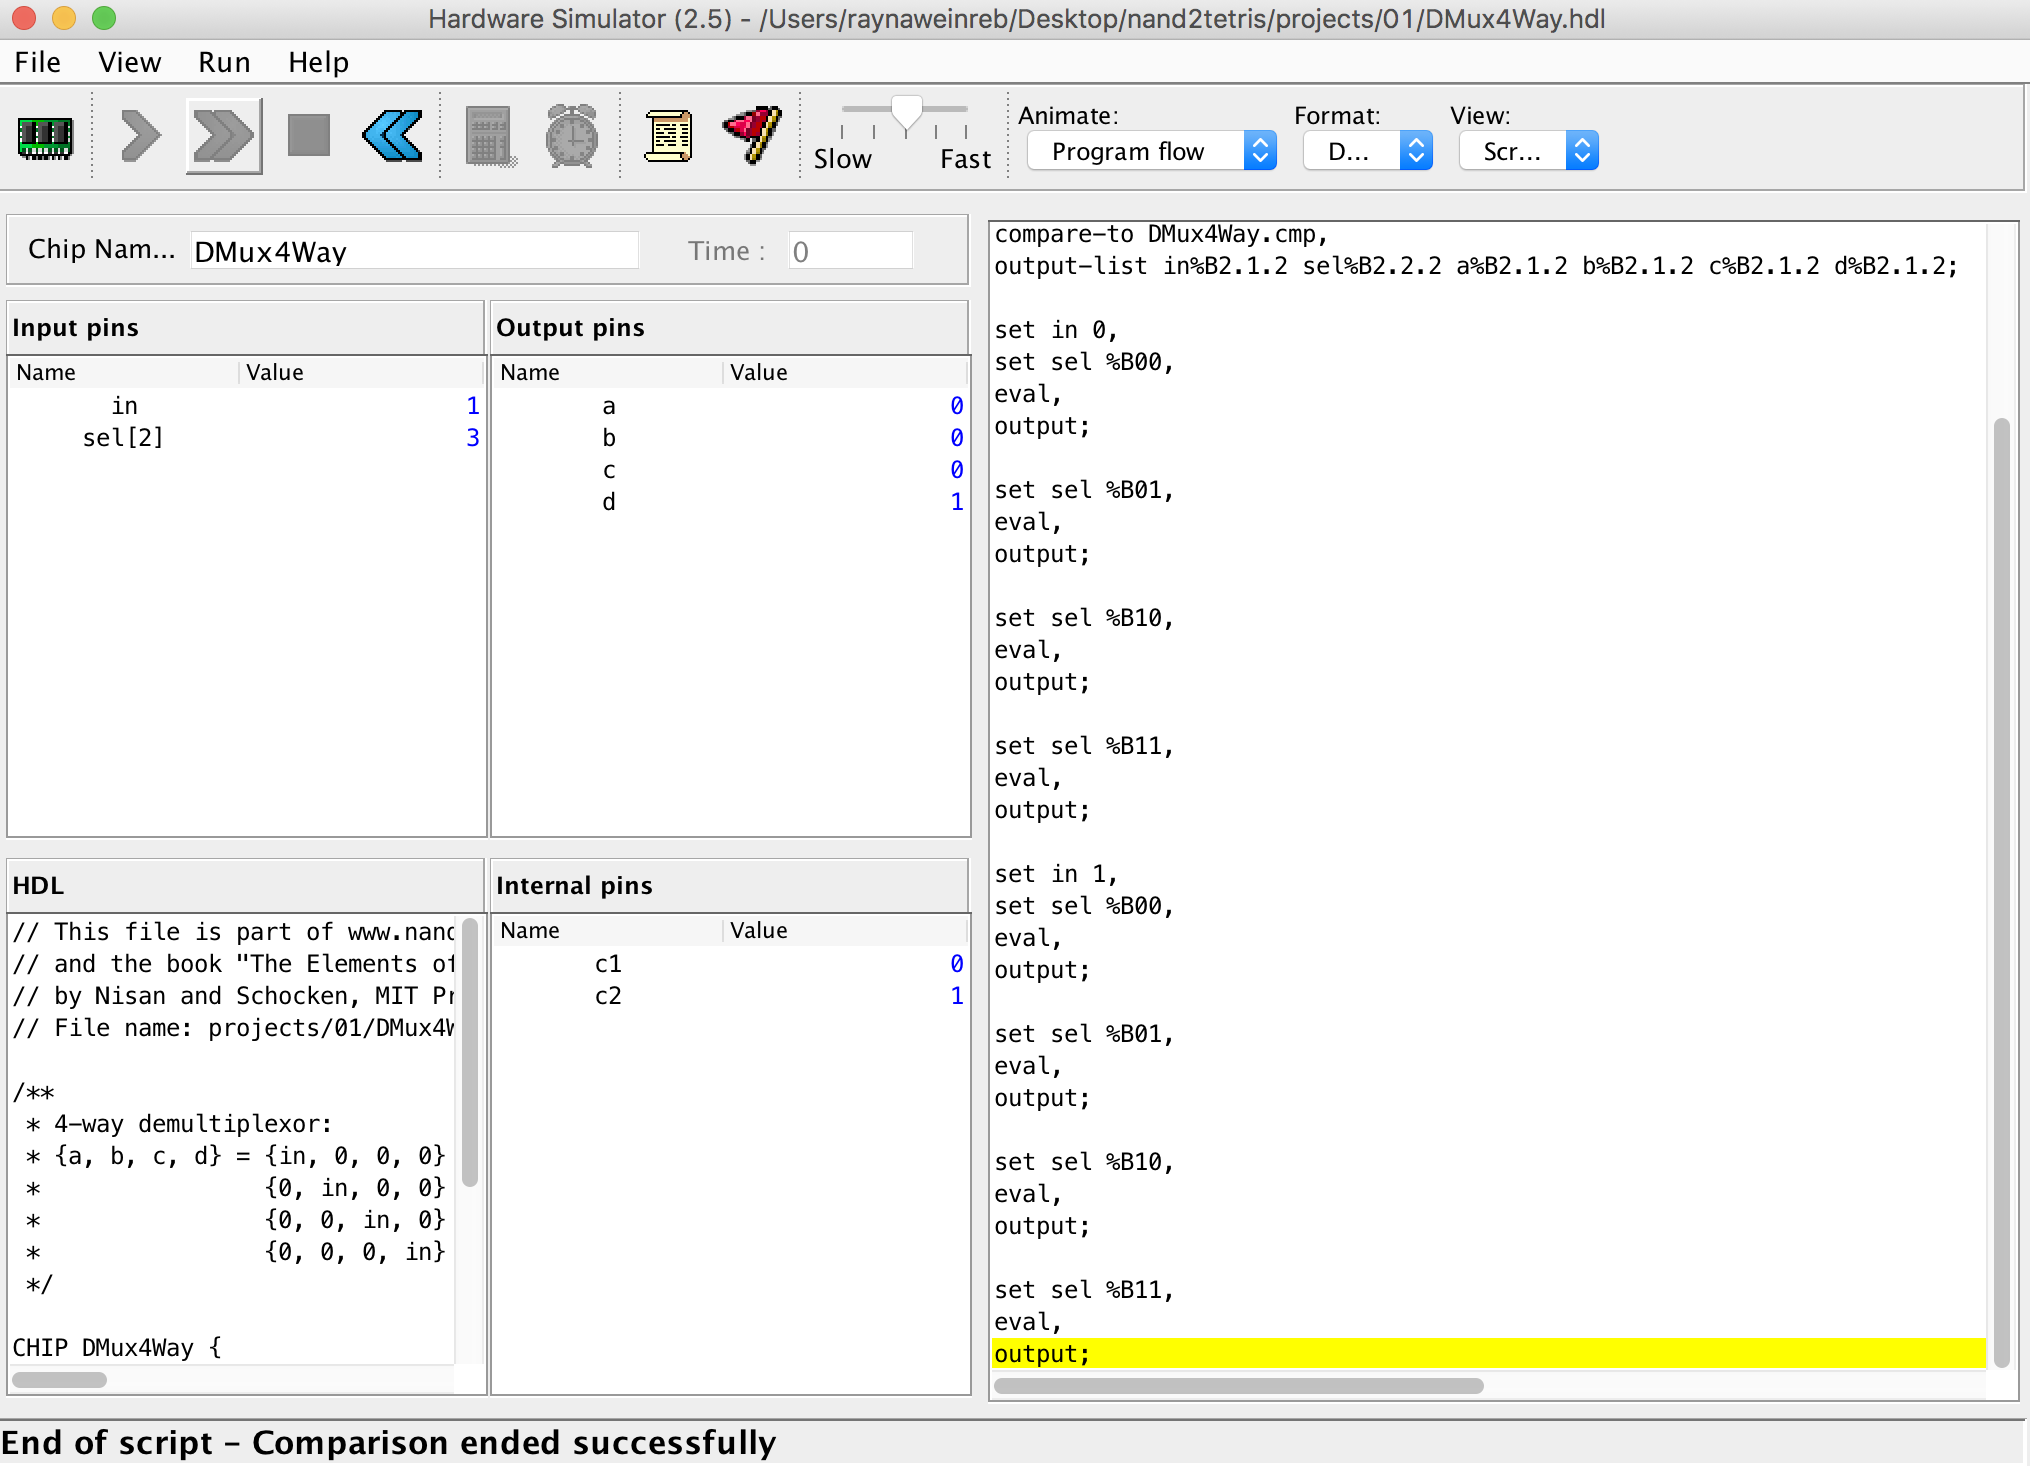 Hardware Simulator (2.5) - /Users/raynaweinreb/Desktop/nand2tetris/projects/01/DMux4Way.hdl
File View Run Help
Slow Fast
Animate: Format: View:
Program flow D... Scr...
Chip Nam... DMux4Way Time : 0
Input pins
Name Value
in 1
sel[2] 3
Output pins
Name Value
a 0
b 0
c 0
d 1
HDL
// This file is part of www.nand
// and the book "The Elements of
// by Nisan and Schocken, MIT Pr
// File name: projects/01/DMux4W
/**
* 4-way demultiplexor:
* {a, b, c, d} = {in, 0, 0, 0}
* {0, in, 0, 0}
* {0, 0, in, 0}
* {0, 0, 0, in}
*/
CHIP DMux4Way {
Internal pins
Name Value
c1 0
c2 1
compare-to DMux4Way.cmp,
output-list in%B2.1.2 sel%B2.2.2 a%B2.1.2 b%B2.1.2 c%B2.1.2 d%B2.1.2;
set in 0,
set sel %B00,
eval,
output;
set sel %B01,
eval,
output;
set sel %B10,
eval,
output;
set sel %B11,
eval,
output;
set in 1,
set sel %B00,
eval,
output;
set sel %B01,
eval,
output;
set sel %B10,
eval,
output;
set sel %B11,
eval,
output;
End of script - Comparison ended successfully